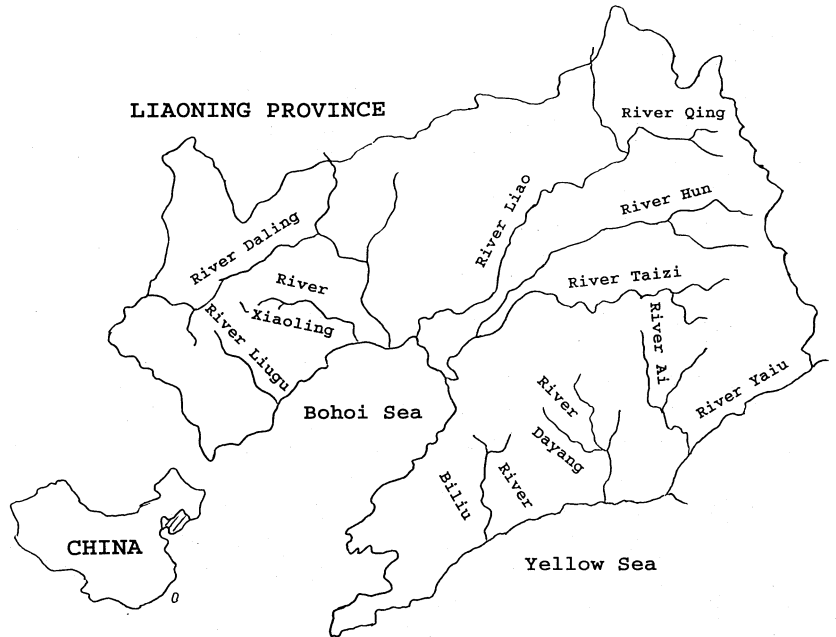 LIAONING PROVINCE
River Qing
River Hun
River Liao
River Daling
River Taizi
River
Xiaoling
River Liugu
River Ai
River Yaiu
River
Dayang
Bohoi Sea
Biliu
River
CHINA
Yellow Sea